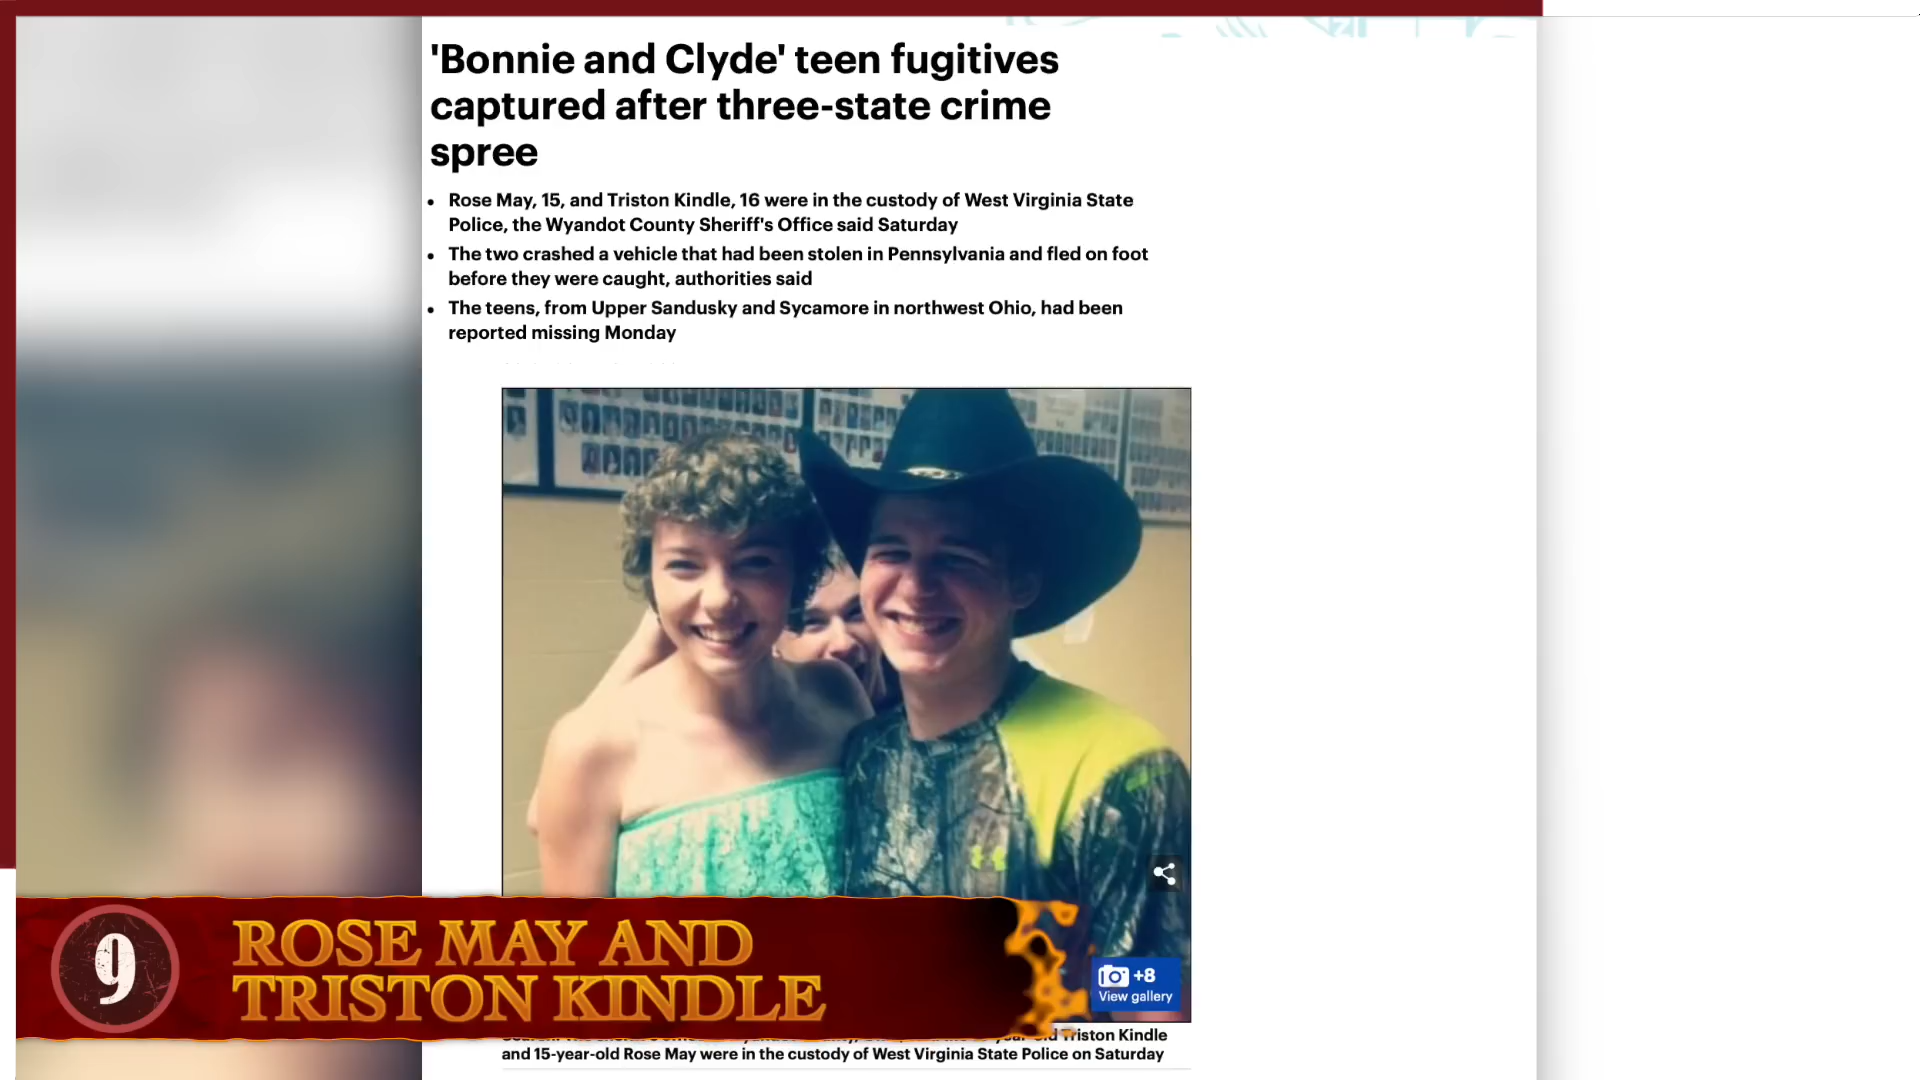 'Bonnie and Clyde' teen fugitives
captured after three-state crime
spree
• Rose May, 15, and Triston Kindle, 16 were in the custody of West Virginia State
Police, the Wyandot County Sheriff's Office said Saturday
• The two crashed a vehicle that had been stolen in Pennsylvania and fled on foot
before they were caught, authorities said
• The teens, from Upper Sandusky and Sycamore in northwest Ohio, had been
reported missing Monday
+8
View gallery
9
ROSE MAY AND
TRISTON KINDLE
Triston Kindle
and 15-year-old Rose May were in the custody of West Virginia State Police on Saturday